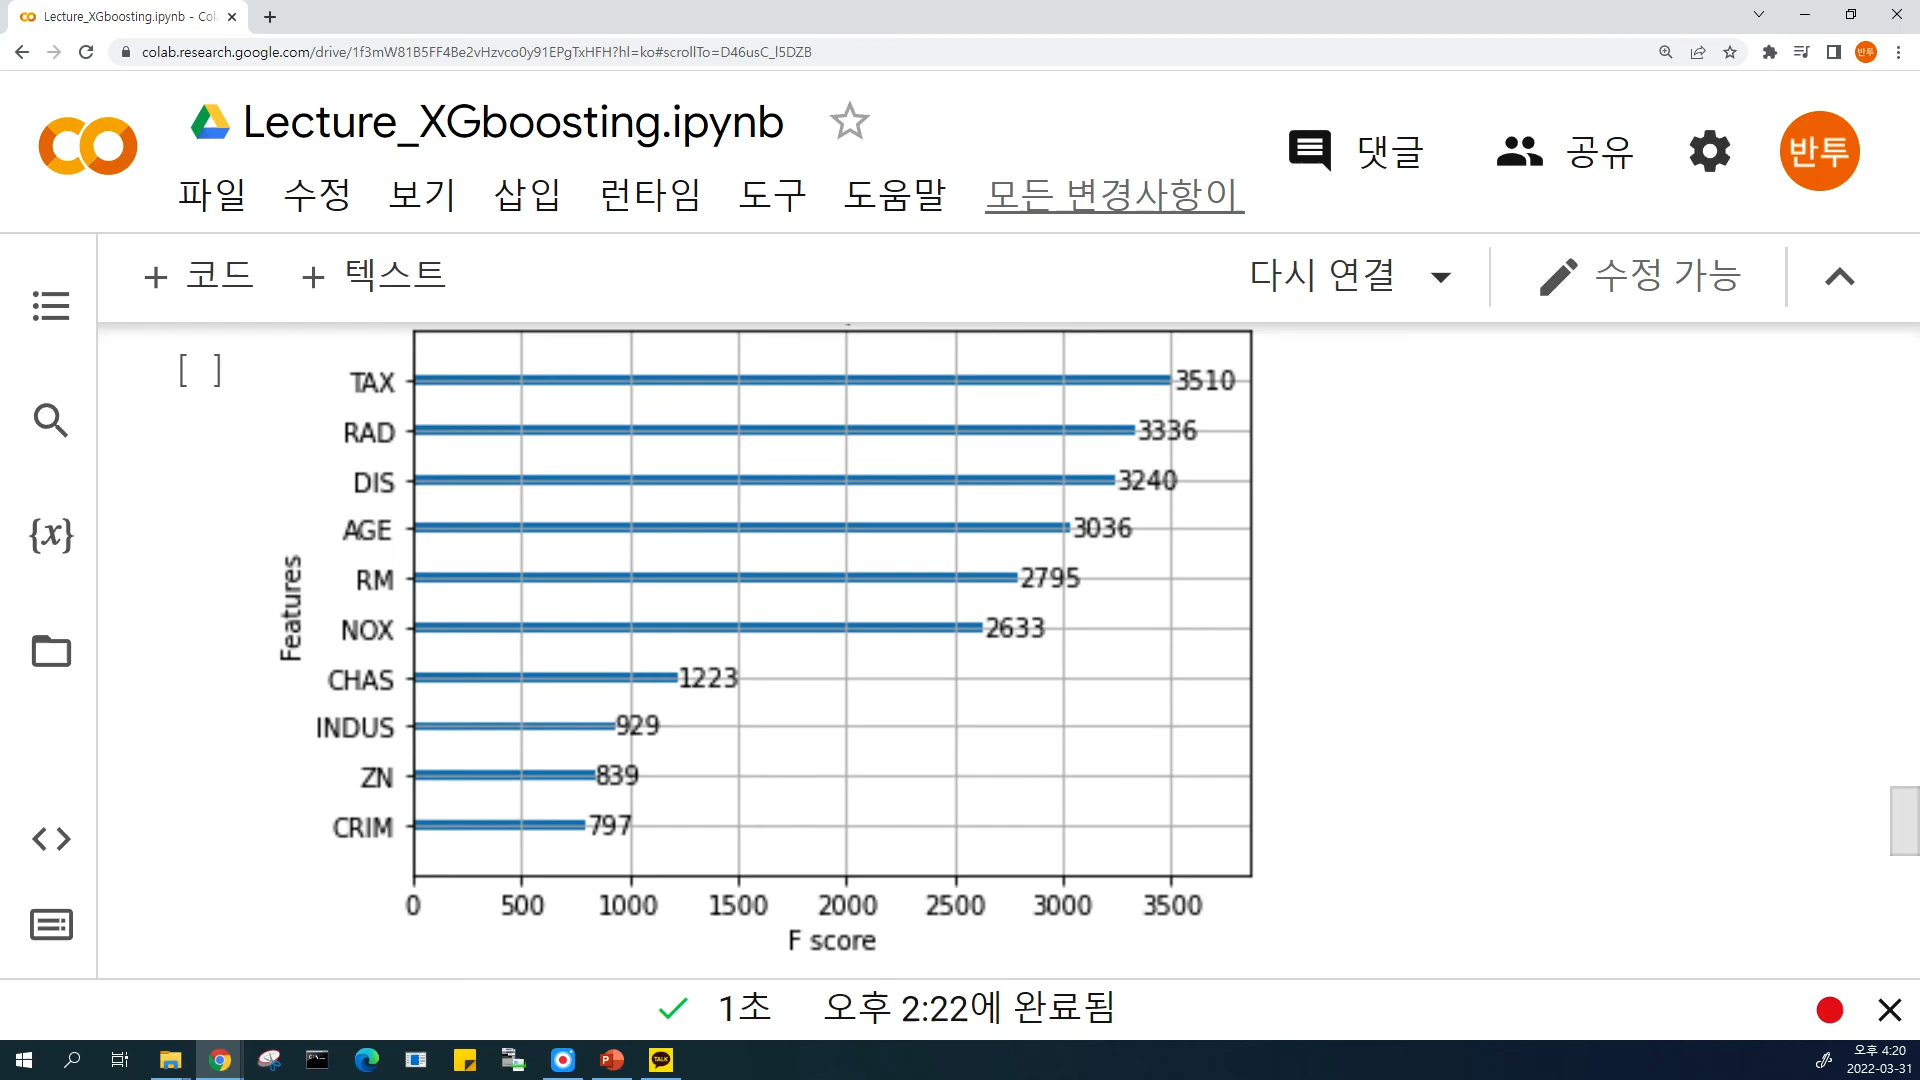 Lecture_XGboosting.ipynb - Col
colab.research.google.com/drive/1f3mW81B5FF4Be2vHzvco0y91EPgTxHFH?hl=ko#scrollTo=D46usC_l5DZB
반투
Lecture_XGboosting.ipynb
댓글
공유
반투
파일 수정 보기 삽입 런타임 도구 도움말 모든 변경사항이
+ 코드 + 텍스트
다시 연결
수정 가능
[ ]
{x}
Features
TAX 3510
RAD 3336
DIS 3240
AGE 3036
RM 2795
NOX 2633
CHAS 1223
INDUS 929
ZN 839
CRIM 797
0 500 1000 1500 2000 2500 3000 3500
F score
1초 오후 2:22에 완료됨
TALK
오후 4:20
2022-03-31